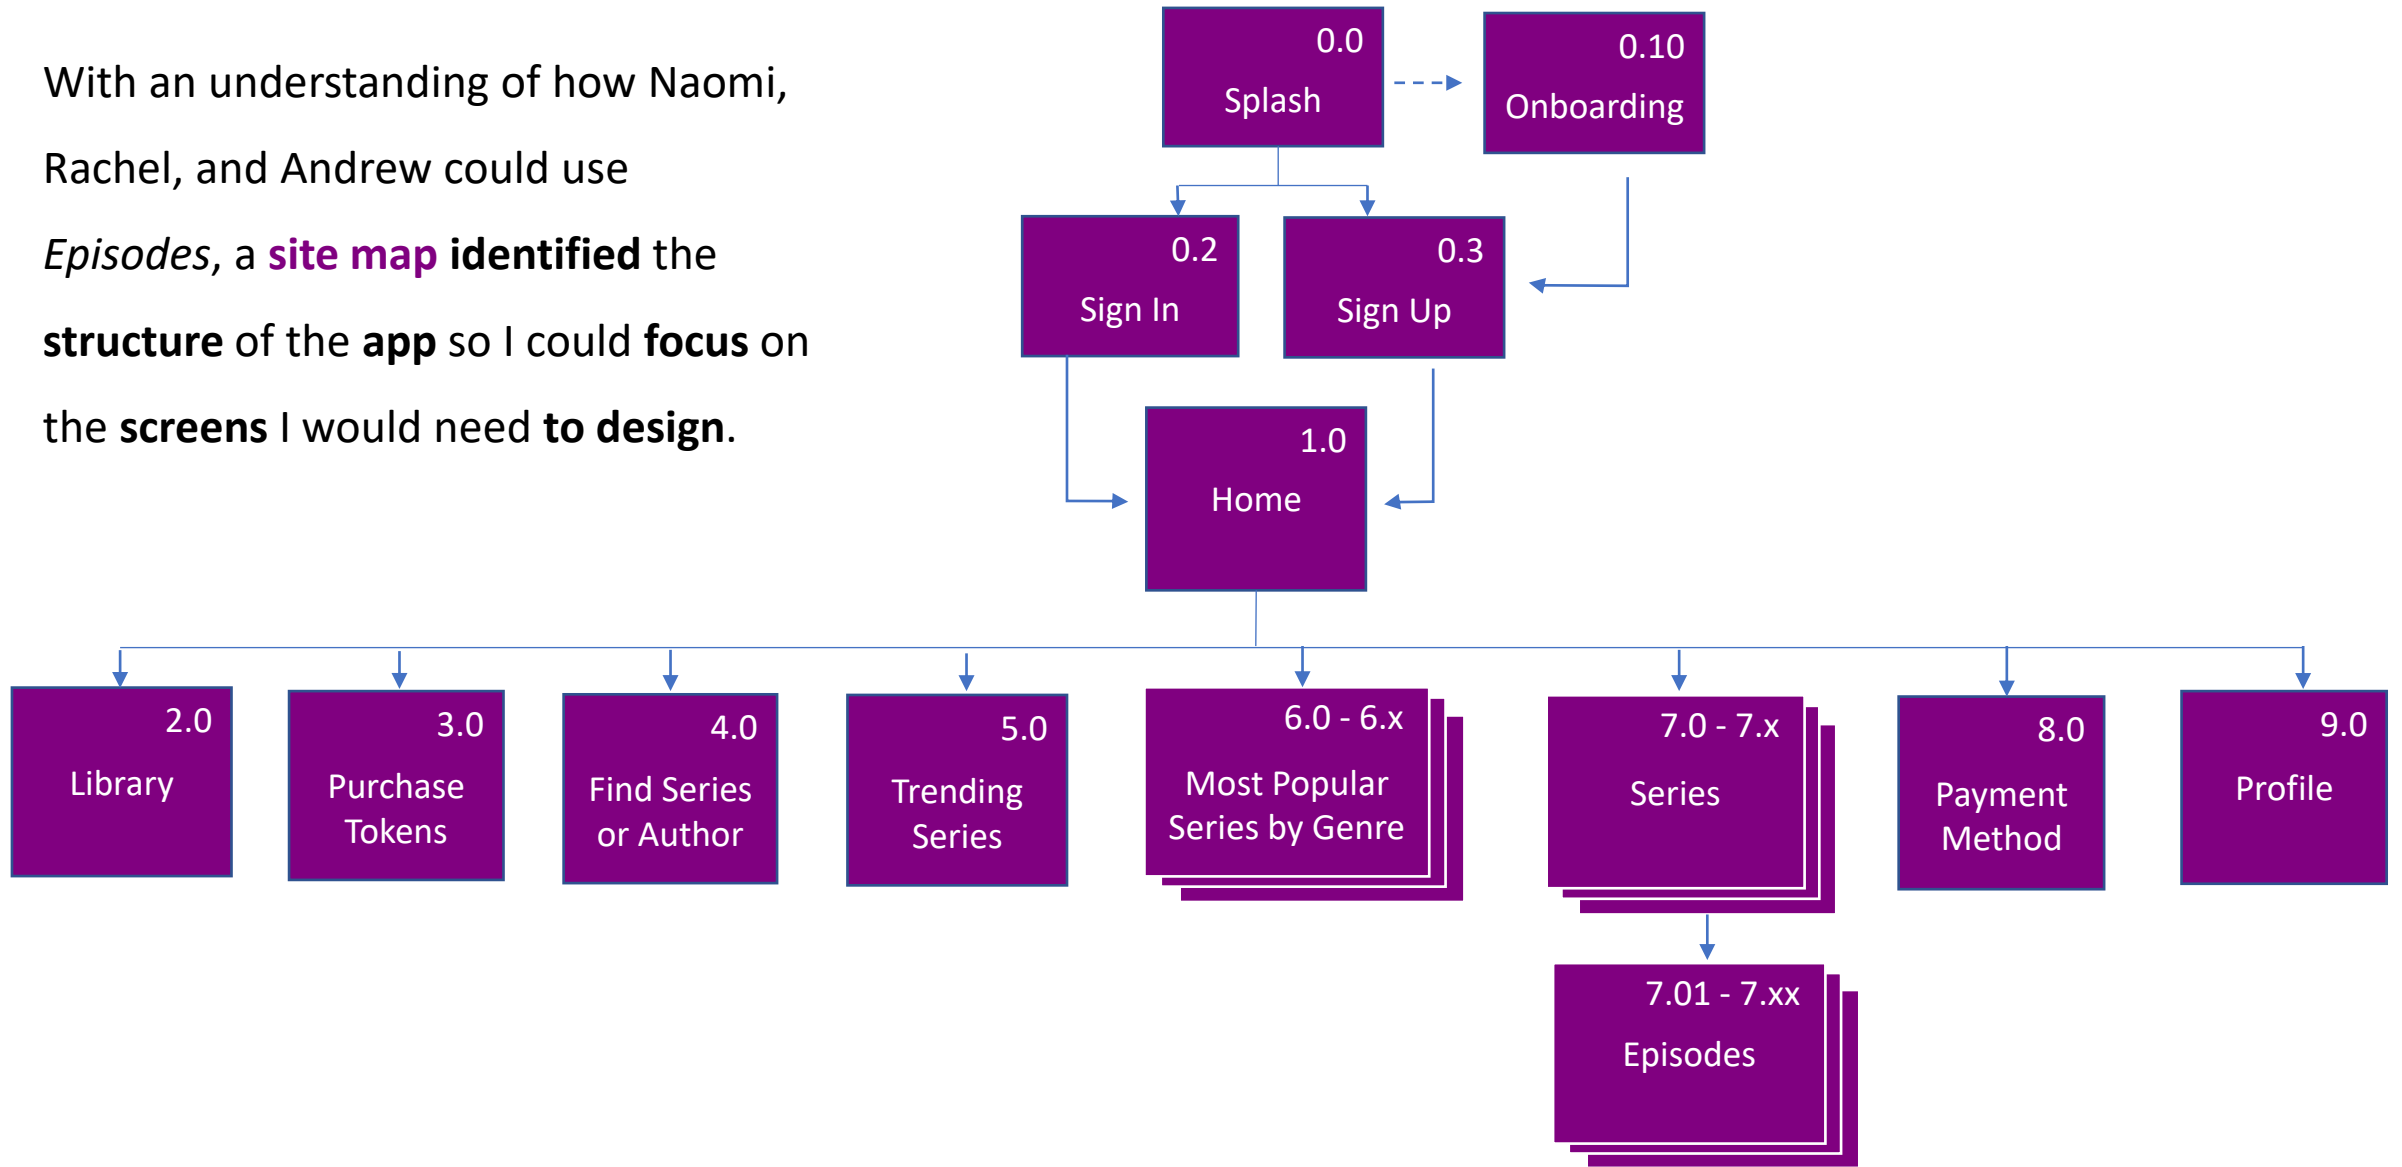 With an understanding of how Naomi,
Rachel, and Andrew could use
Episodes, a site map identified the
structure of the app so I could focus on
the screens I would need to design.
0.0
Splash
0.10
Onboarding
0.2
Sign In
0.3
Sign Up
1.0
Home
2.0
Library
3.0
Purchase
Tokens
4.0
Find Series
or Author
5.0
Trending
Series
6.0 - 6.x
Most Popular
Series by Genre
7.0 - 7.x
Series
8.0
Payment
Method
9.0
Profile
7.01 - 7.xx
Episodes